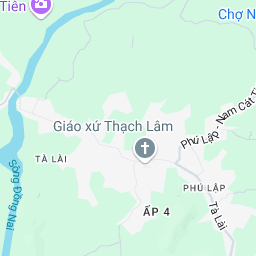 Tiên
Chợ N
Giáo xứ Thạch Lâm
Phú Lập - Nam Cát T
TÀ LÀI
PHÚ LẬP
ẤP 4
Tà Lài
Sông Đồng Nai